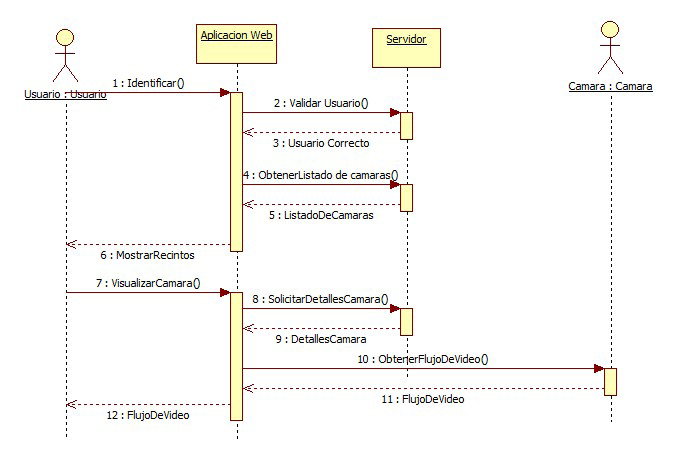 Aplicacion Web
Servidor
Usuario : Usuario
Camara : Camara
1 : Identificar()
2 : Validar Usuario()
3 : Usuario Correcto
4 : ObtenerListado de camaras()
5 : ListadoDeCamaras
6 : MostrarRecintos
7 : VisualizarCamara()
8 : SolicitarDetallesCamara()
9 : DetallesCamara
10 : ObtenerFlujoDeVideo()
11 : FlujoDeVideo
12 : FlujoDeVideo